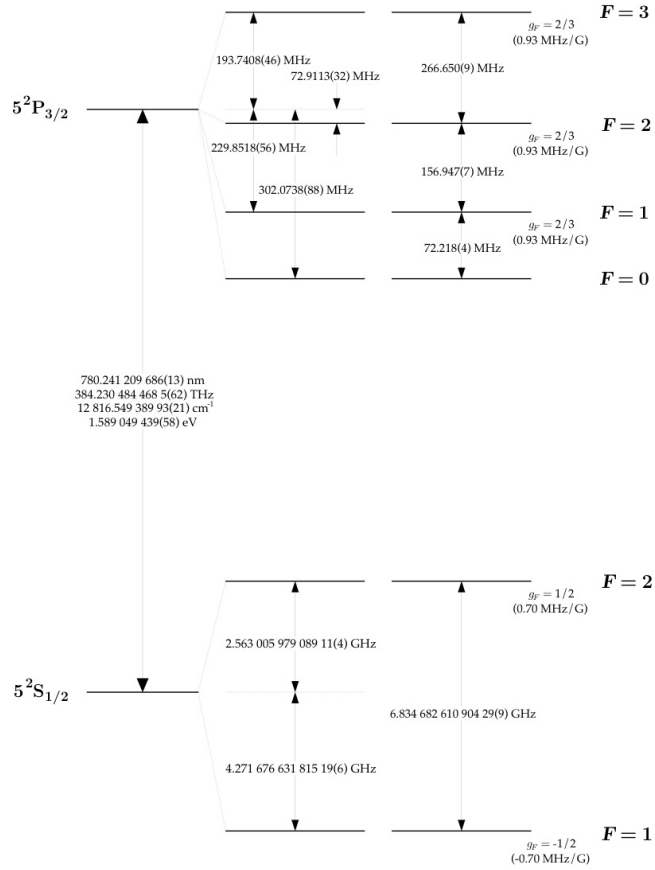 F = 3
g_F = 2/3
(0.93 MHz/G)
193.7408(46) MHz
72.9113(32) MHz
266.650(9) MHz
5²P₃/₂
F = 2
g_F = 2/3
(0.93 MHz/G)
229.8518(56) MHz
156.947(7) MHz
302.0738(88) MHz
F = 1
g_F = 2/3
(0.93 MHz/G)
72.218(4) MHz
F = 0
780.241 209 686(13) nm
384.230 484 468 5(62) THz
12 816.549 389 93(21) cm⁻¹
1.589 049 439(58) eV
F = 2
g_F = 1/2
(0.70 MHz/G)
2.563 005 979 089 11(4) GHz
5²S₁/₂
6.834 682 610 904 29(9) GHz
4.271 676 631 815 19(6) GHz
F = 1
g_F = -1/2
(-0.70 MHz/G)